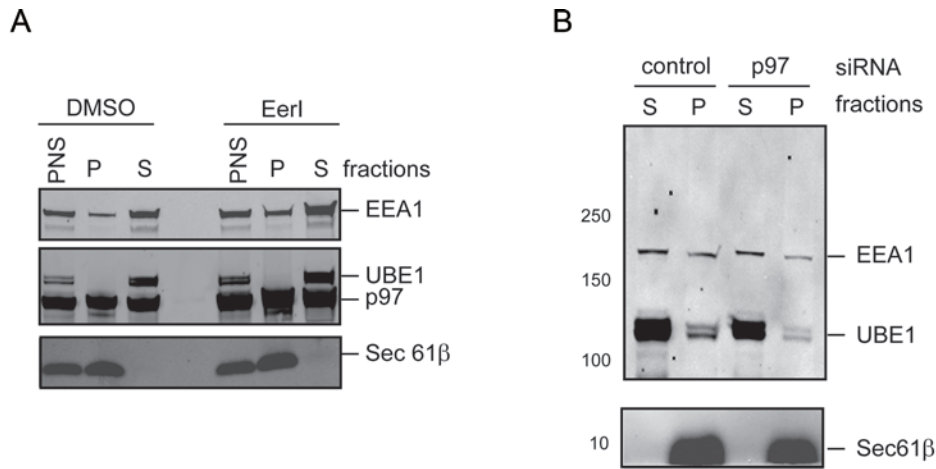 A
DMSO EerI
PNS P S PNS P S fractions
EEA1
UBE1
p97
Sec 61β
B
control p97 siRNA
S P S P fractions
250
EEA1
150
UBE1
100
10 Sec61β